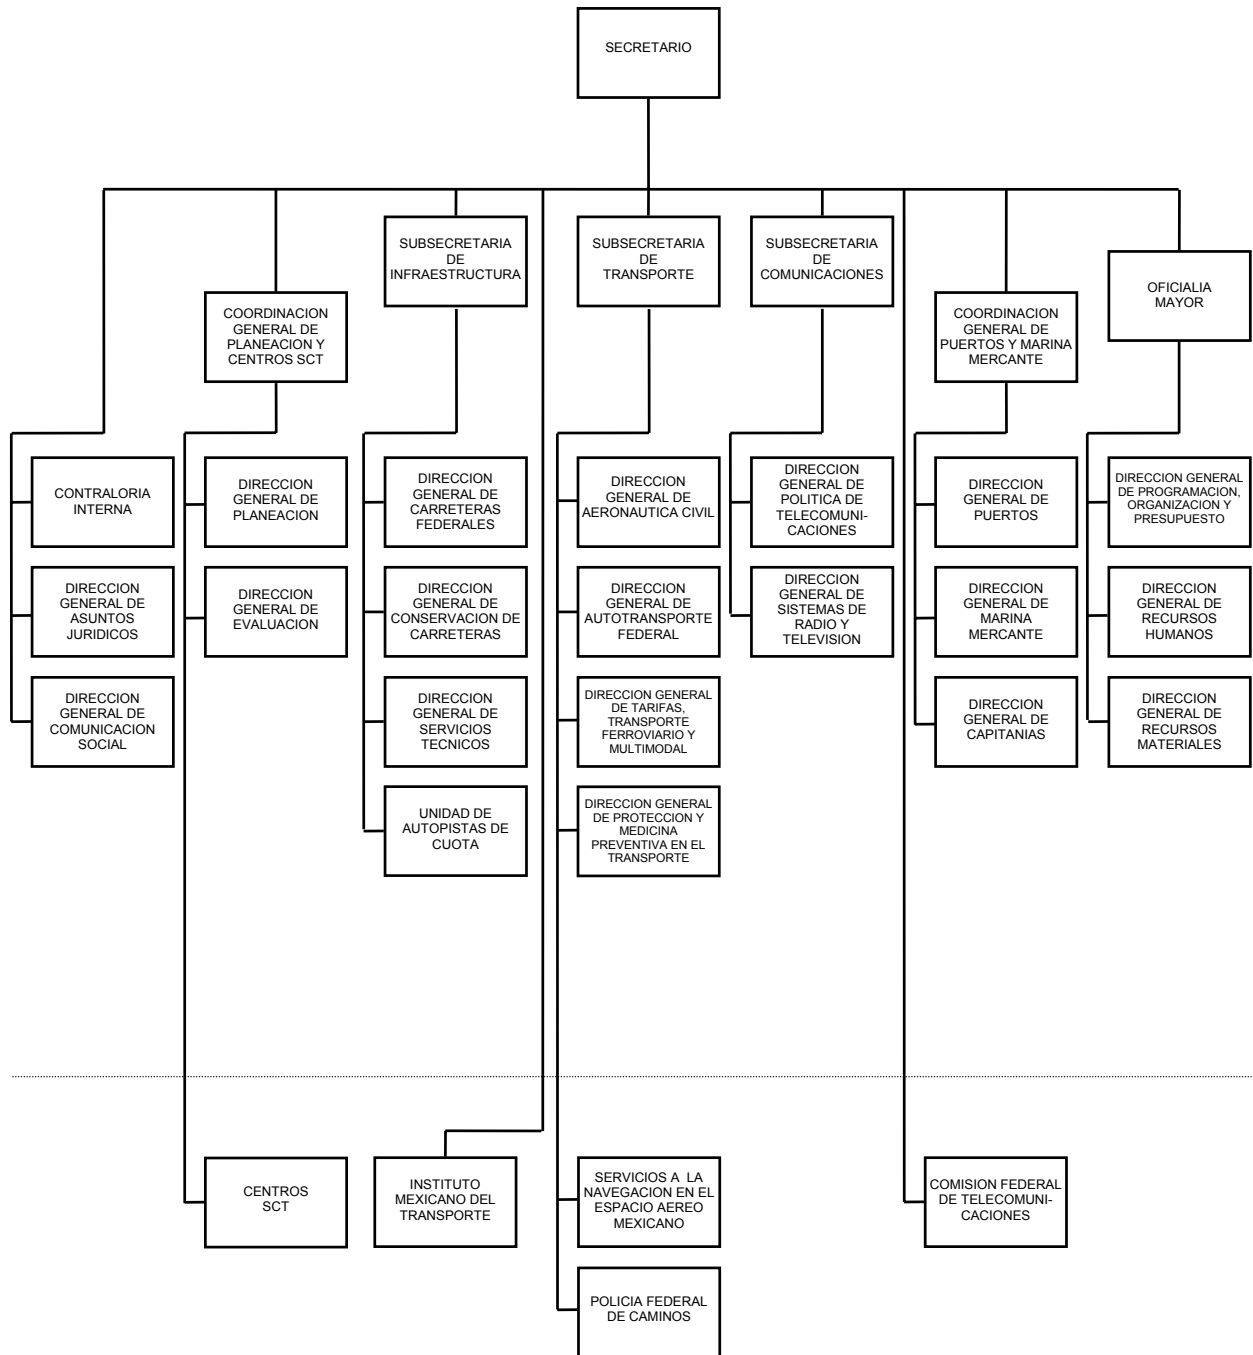 SECRETARIO
SUBSECRETARIA
DE
INFRAESTRUCTURA
SUBSECRETARIA
DE
TRANSPORTE
SUBSECRETARIA
DE
COMUNICACIONES
OFICIALIA
MAYOR
COORDINACION
GENERAL DE
PLANEACION Y
CENTROS SCT
COORDINACION
GENERAL DE
PUERTOS Y MARINA
MERCANTE
CONTRALORIA
INTERNA
DIRECCION
GENERAL DE
PLANEACION
DIRECCION
GENERAL DE
CARRETERAS
FEDERALES
DIRECCION
GENERAL DE
AERONAUTICA CIVIL
DIRECCION
GENERAL DE
POLITICA DE
TELECOMUNI-
CACIONES
DIRECCION
GENERAL DE
PUERTOS
DIRECCION GENERAL
DE PROGRAMACION,
ORGANIZACION Y
PRESUPUESTO
DIRECCION
GENERAL DE
ASUNTOS
JURIDICOS
DIRECCION
GENERAL DE
EVALUACION
DIRECCION
GENERAL DE
CONSERVACION DE
CARRETERAS
DIRECCION
GENERAL DE
AUTOTRANSPORTE
FEDERAL
DIRECCION
GENERAL DE
SISTEMAS DE
RADIO Y
TELEVISION
DIRECCION
GENERAL DE
MARINA
MERCANTE
DIRECCION
GENERAL DE
RECURSOS
HUMANOS
DIRECCION
GENERAL DE
COMUNICACION
SOCIAL
DIRECCION
GENERAL DE
SERVICIOS
TECNICOS
DIRECCION GENERAL
DE TARIFAS,
TRANSPORTE
FERROVIARIO Y
MULTIMODAL
DIRECCION
GENERAL DE
CAPITANIAS
DIRECCION
GENERAL DE
RECURSOS
MATERIALES
UNIDAD DE
AUTOPISTAS DE
CUOTA
DIRECCION GENERAL
DE PROTECCION Y
MEDICINA
PREVENTIVA EN EL
TRANSPORTE
CENTROS
SCT
INSTITUTO
MEXICANO DEL
TRANSPORTE
SERVICIOS A  LA
NAVEGACION EN EL
ESPACIO AEREO
MEXICANO
COMISION FEDERAL
DE TELECOMUNI-
CACIONES
POLICIA FEDERAL
DE CAMINOS